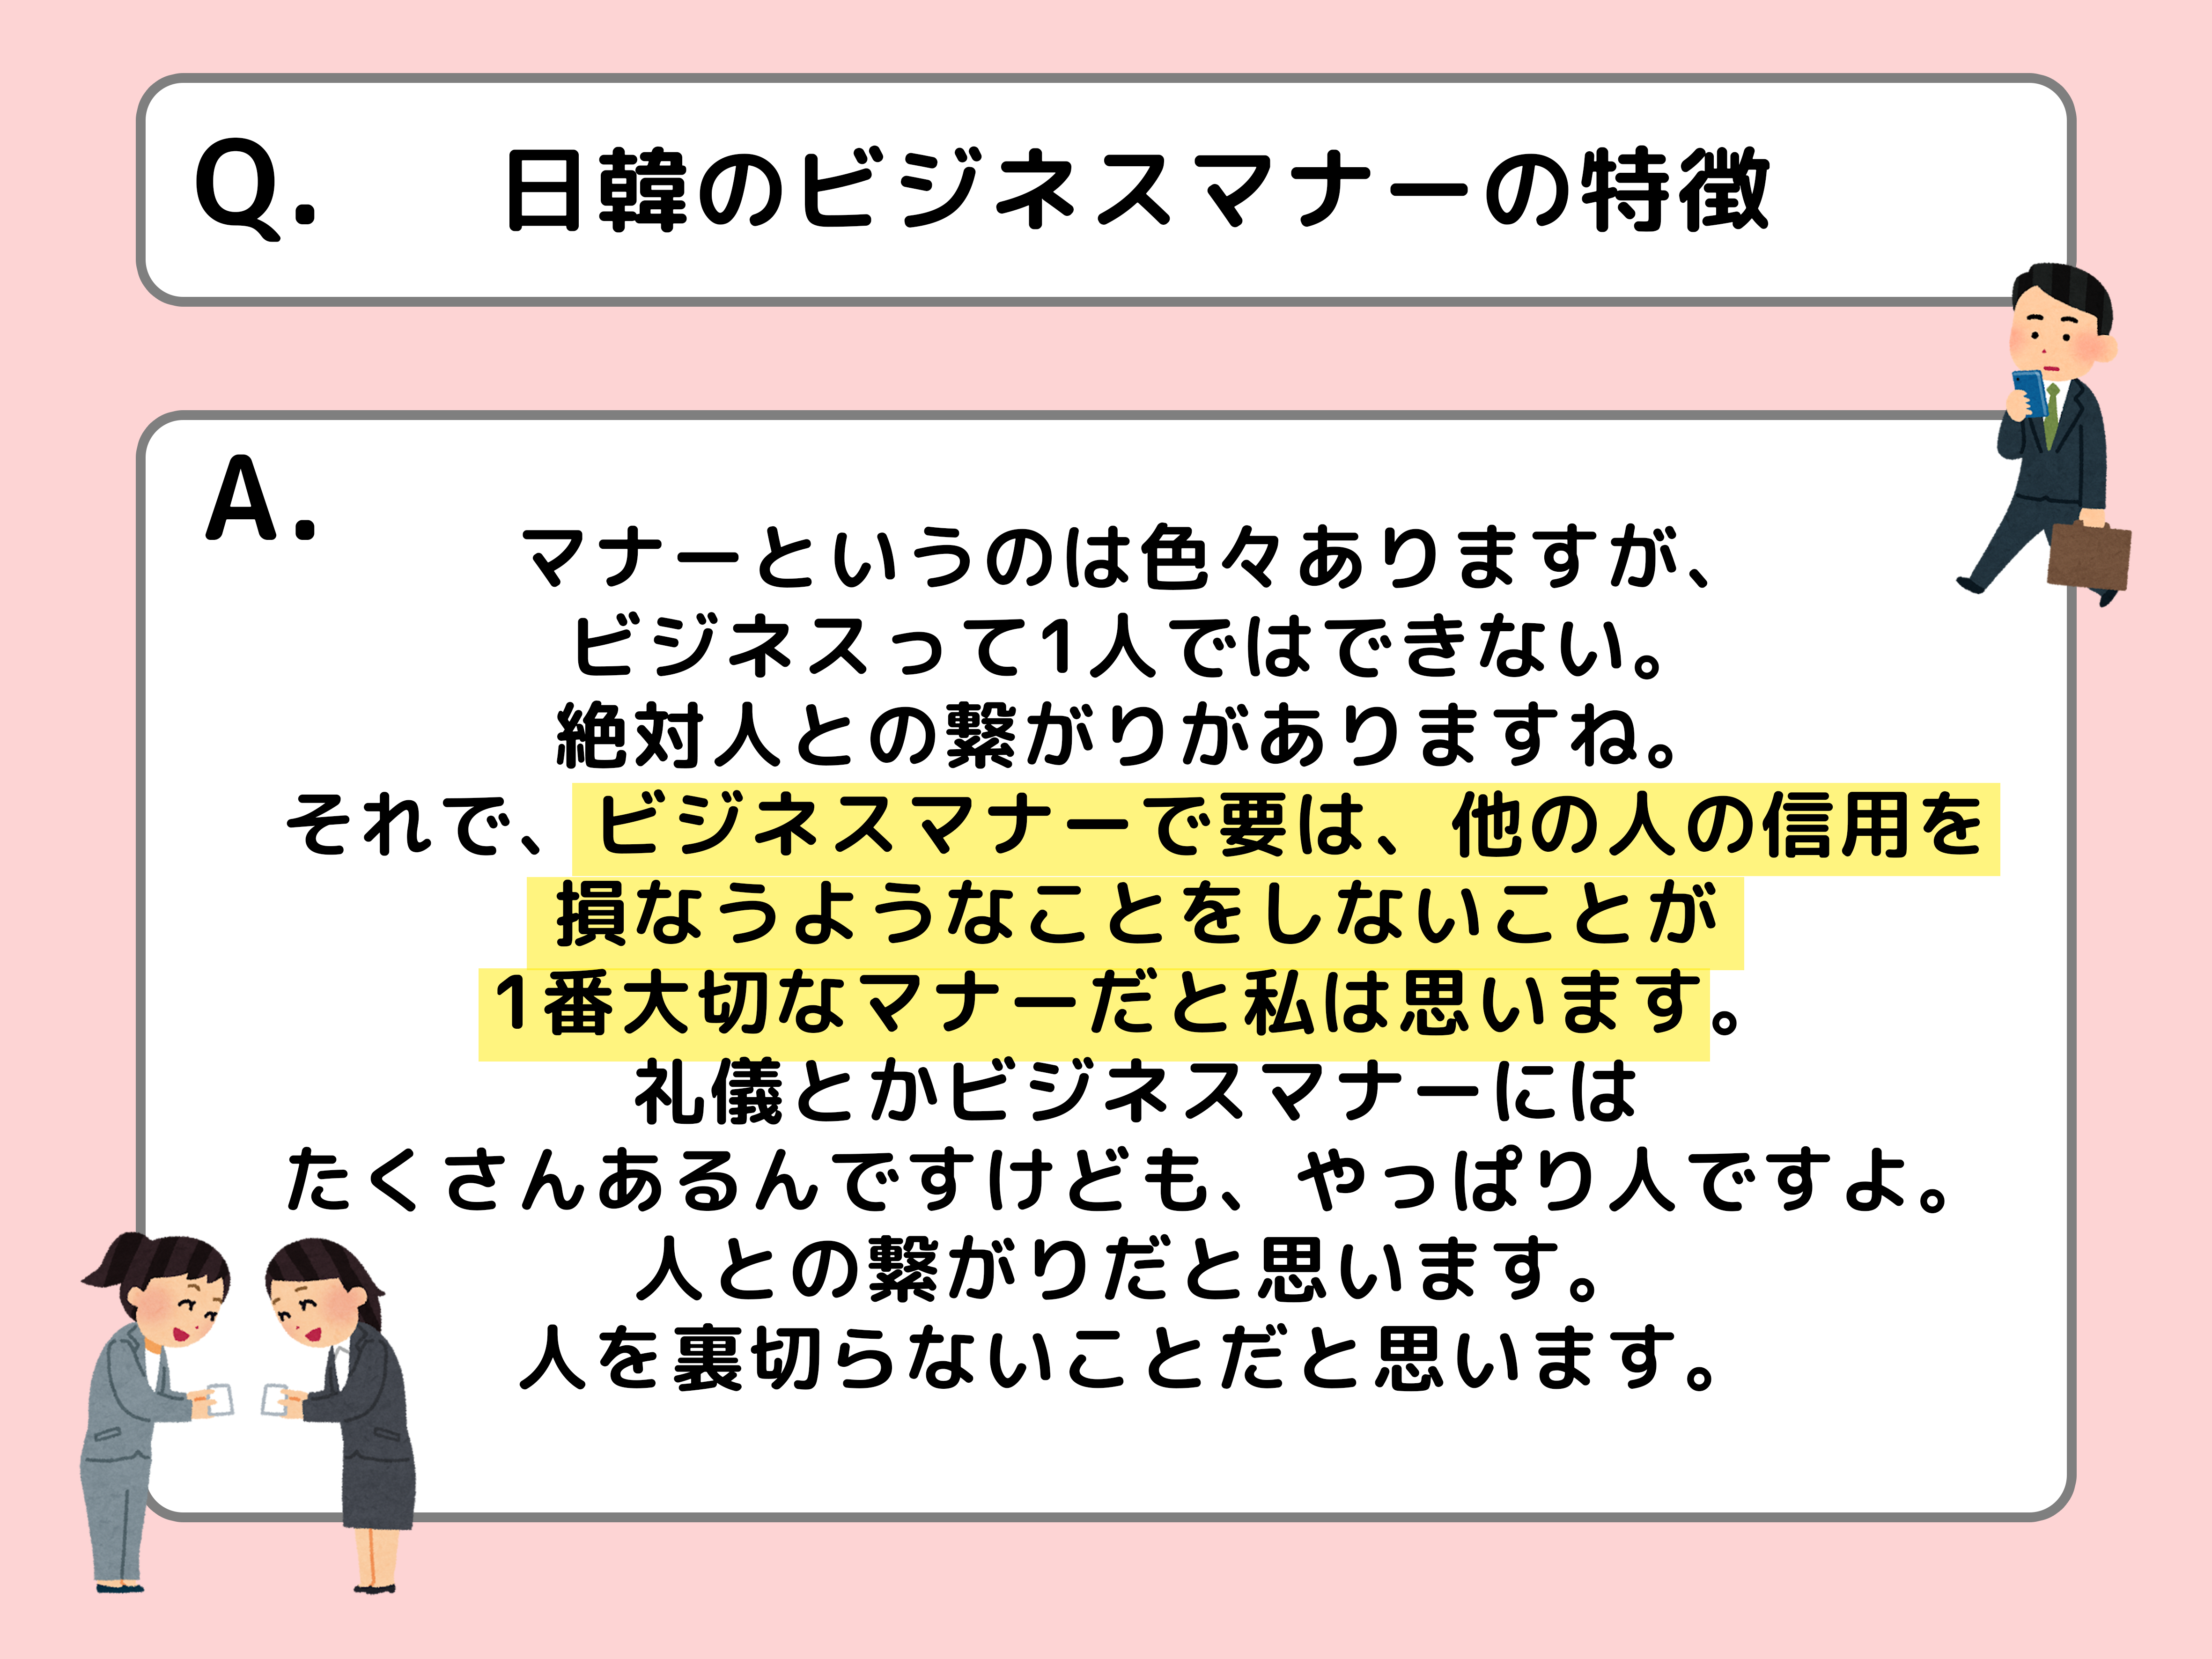 Q. 日韓のビジネスマナーの特徴
A.
マナーというのは色々ありますが、
ビジネスって1人ではできない。
絶対人との繋がりがありますね。
それで、ビジネスマナーで要は、他の人の信用を
損なうようなことをしないことが
1番大切なマナーだと私は思います。
礼儀とかビジネスマナーには
たくさんあるんですけども、やっぱり人ですよ。
人との繋がりだと思います。
人を裏切らないことだと思います。